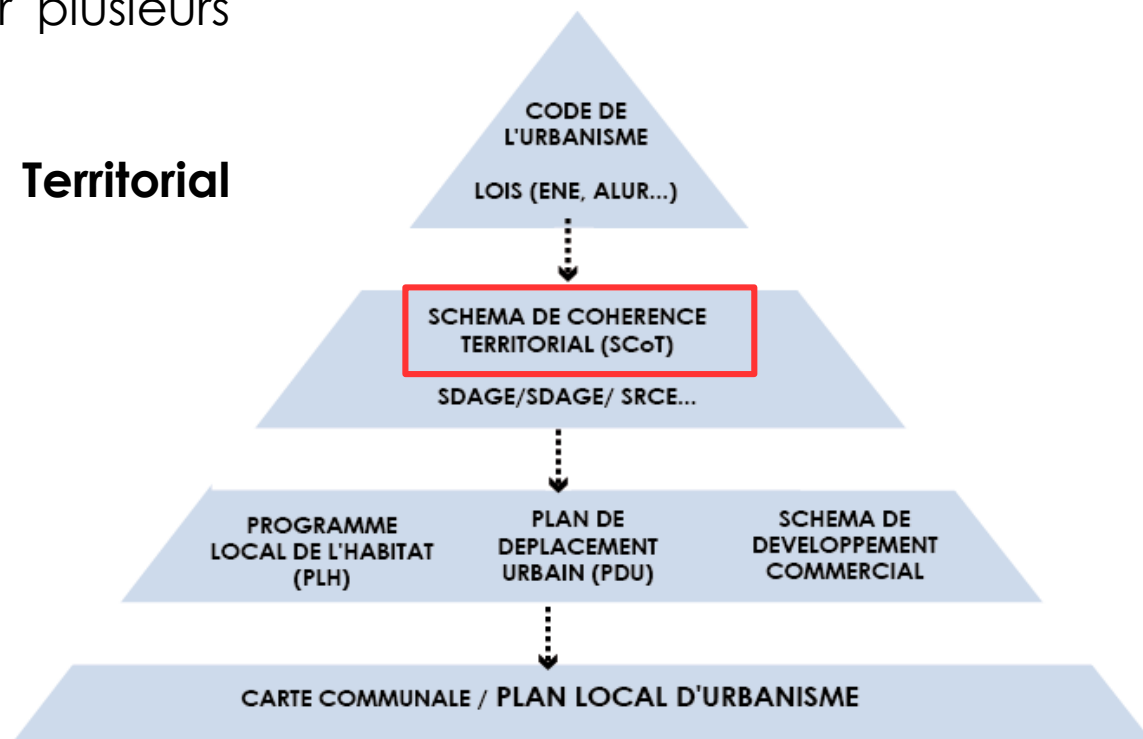 r plusieurs
Territorial
CODE DE
L'URBANISME
LOIS (ENE, ALUR...)
SCHEMA DE COHERENCE
TERRITORIAL (SCoT)
SDAGE/SDAGE/ SRCE...
PROGRAMME
LOCAL DE L'HABITAT
(PLH)
PLAN DE
DEPLACEMENT
URBAIN (PDU)
SCHEMA DE
DEVELOPPEMENT
COMMERCIAL
CARTE COMMUNALE / PLAN LOCAL D'URBANISME